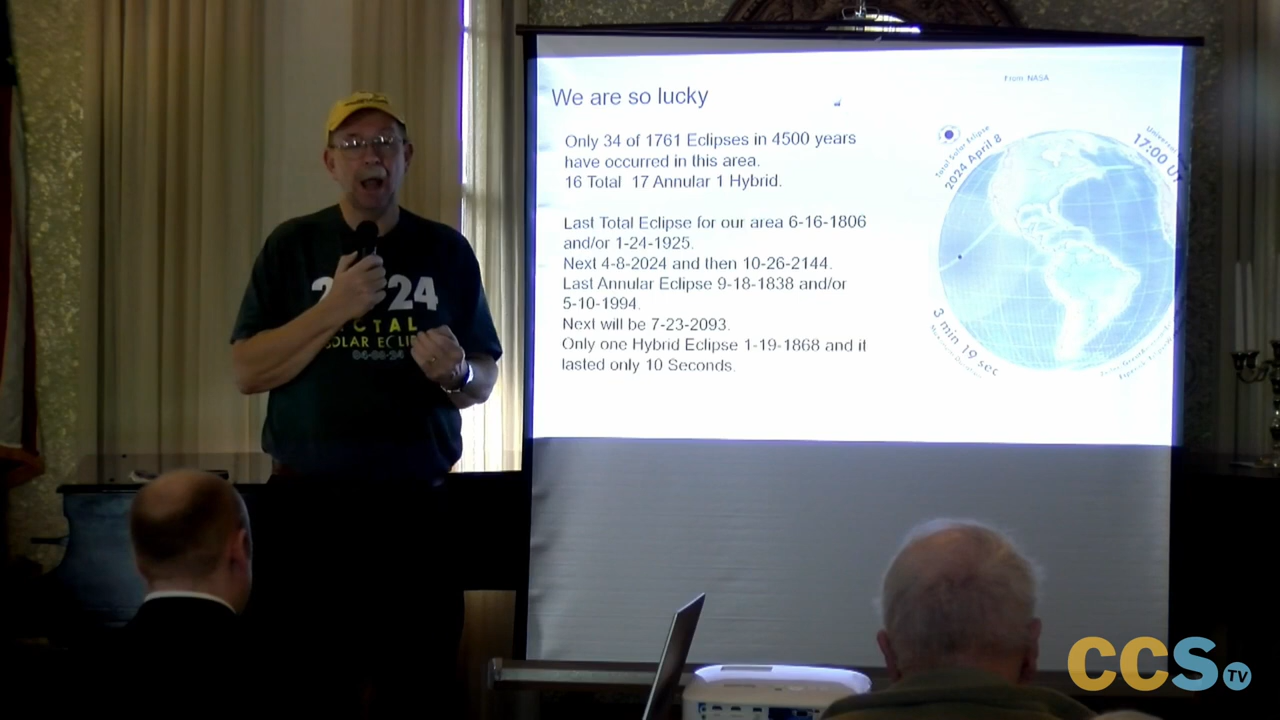 From NASA
We are so lucky
Only 34 of 1761 Eclipses in 4500 years
have occurred in this area.
16 Total 17 Annular 1 Hybrid.
Last Total Eclipse for our area 6-16-1806
and/or 1-24-1925.
Next 4-8-2024 and then 10-26-2144.
Last Annular Eclipse 9-18-1838 and/or
5-10-1994.
Next will be 7-23-2093.
Only one Hybrid Eclipse 1-19-1868 and it
lasted only 10 Seconds.
Total Solar Eclipse
2024 April 8
17:00 UT
3 min 19 sec
24
TOTAL
SOLAR ECLI
04-08-24
CCS TV